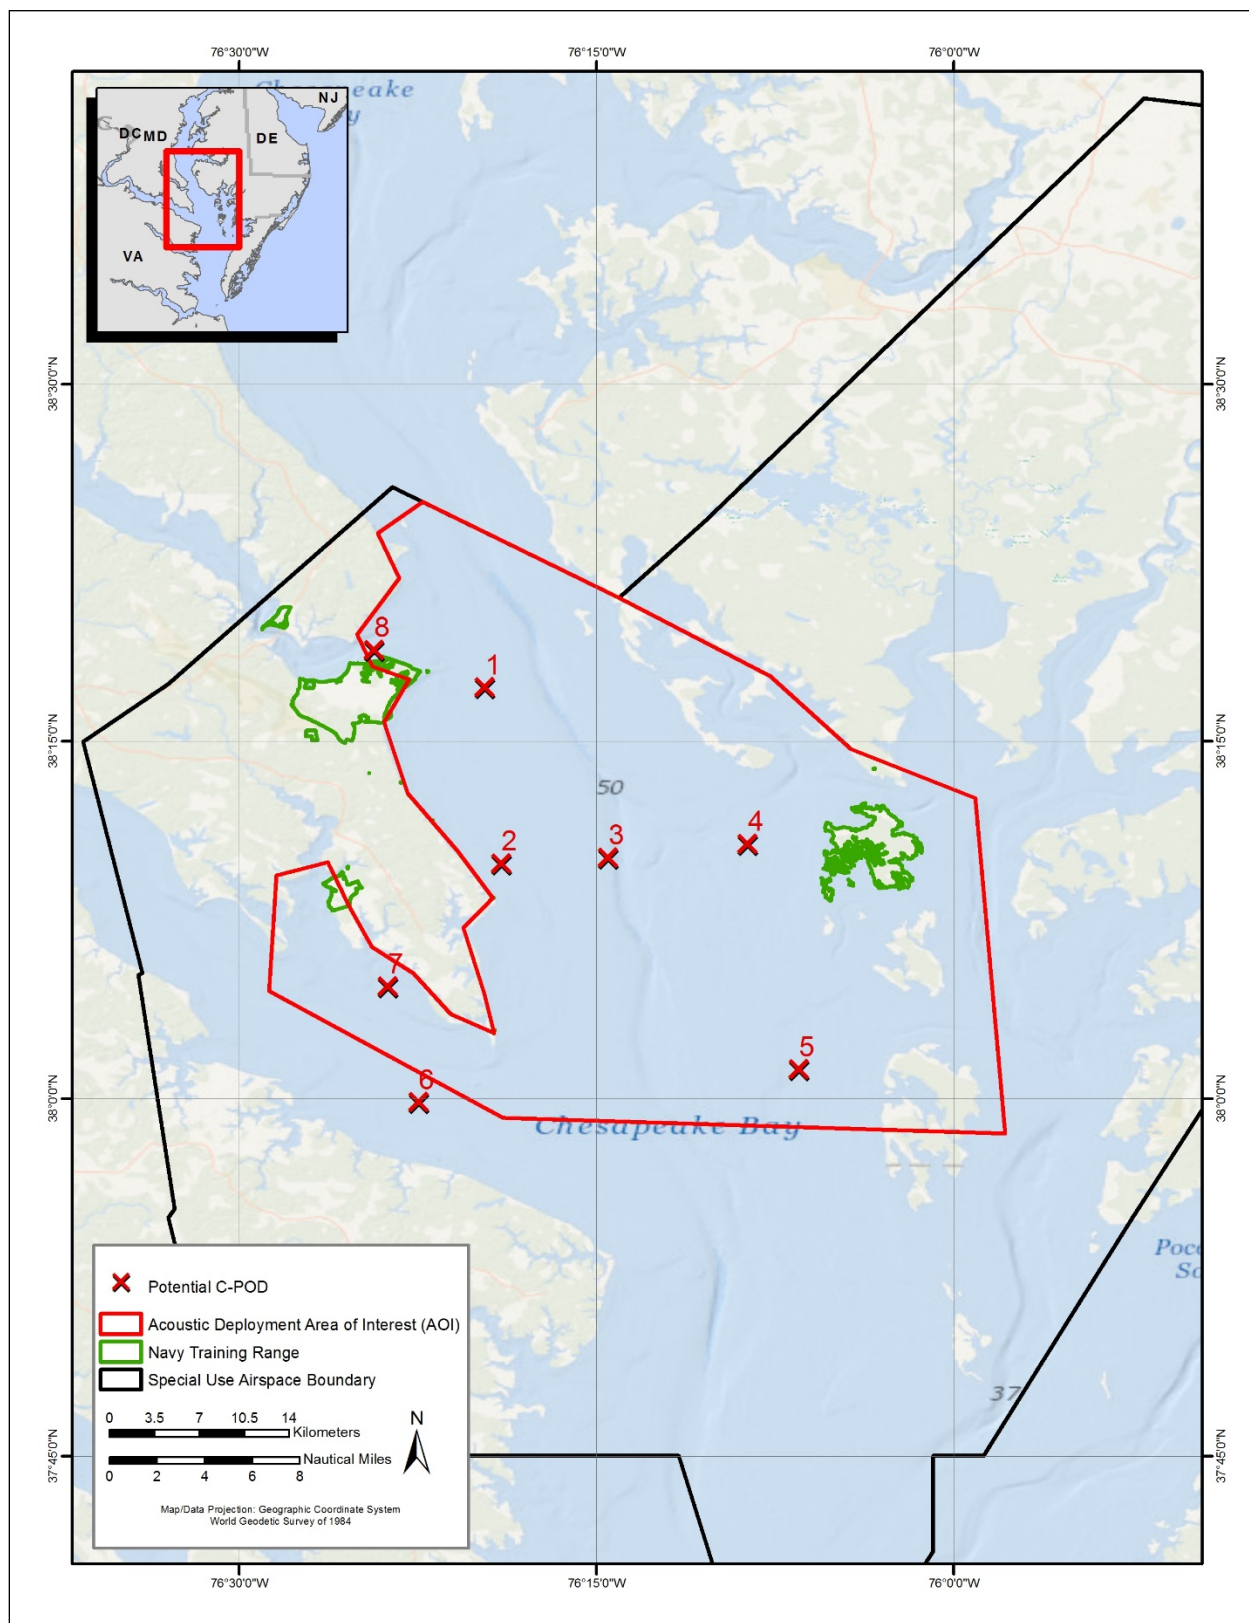 76°30'0"W
76°15'0"W
76°0'0"W
Chesapeake
NJ
DC
MD
DE
VA
38°30'0"N
38°30'0"N
8
1
38°15'0"N
38°15'0"N
50
2
3
4
7
5
6
38°0'0"N
38°0'0"N
Chesapeake Bay
Poco
So
Potential C-POD
Acoustic Deployment Area of Interest (AOI)
Navy Training Range
Special Use Airspace Boundary
37
0 3.5 7 10.5 14
Kilometers
N
Nautical Miles
0 2 4 6 8
37°45'0"N
37°45'0"N
Map/Data Projection: Geographic Coordinate System
World Geodetic Survey of 1984
76°30'0"W
76°15'0"W
76°0'0"W